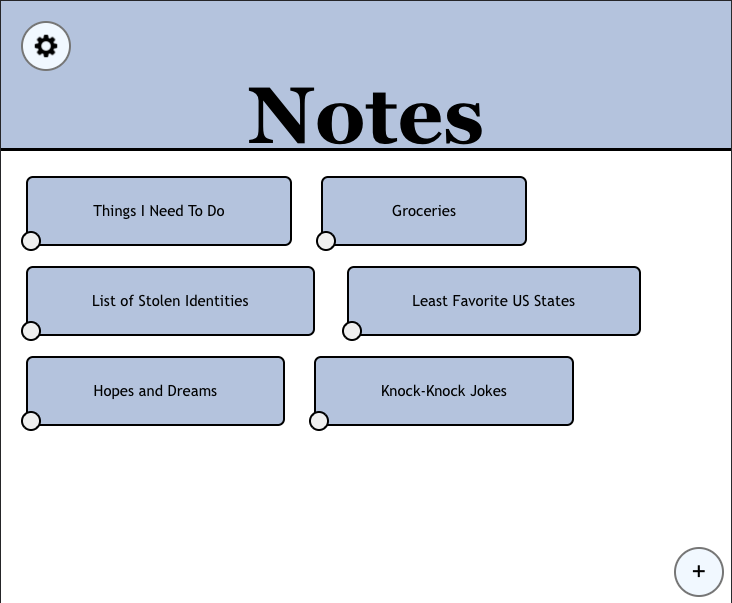 Notes
Things I Need To Do
Groceries
List of Stolen Identities
Least Favorite US States
Hopes and Dreams
Knock-Knock Jokes
+